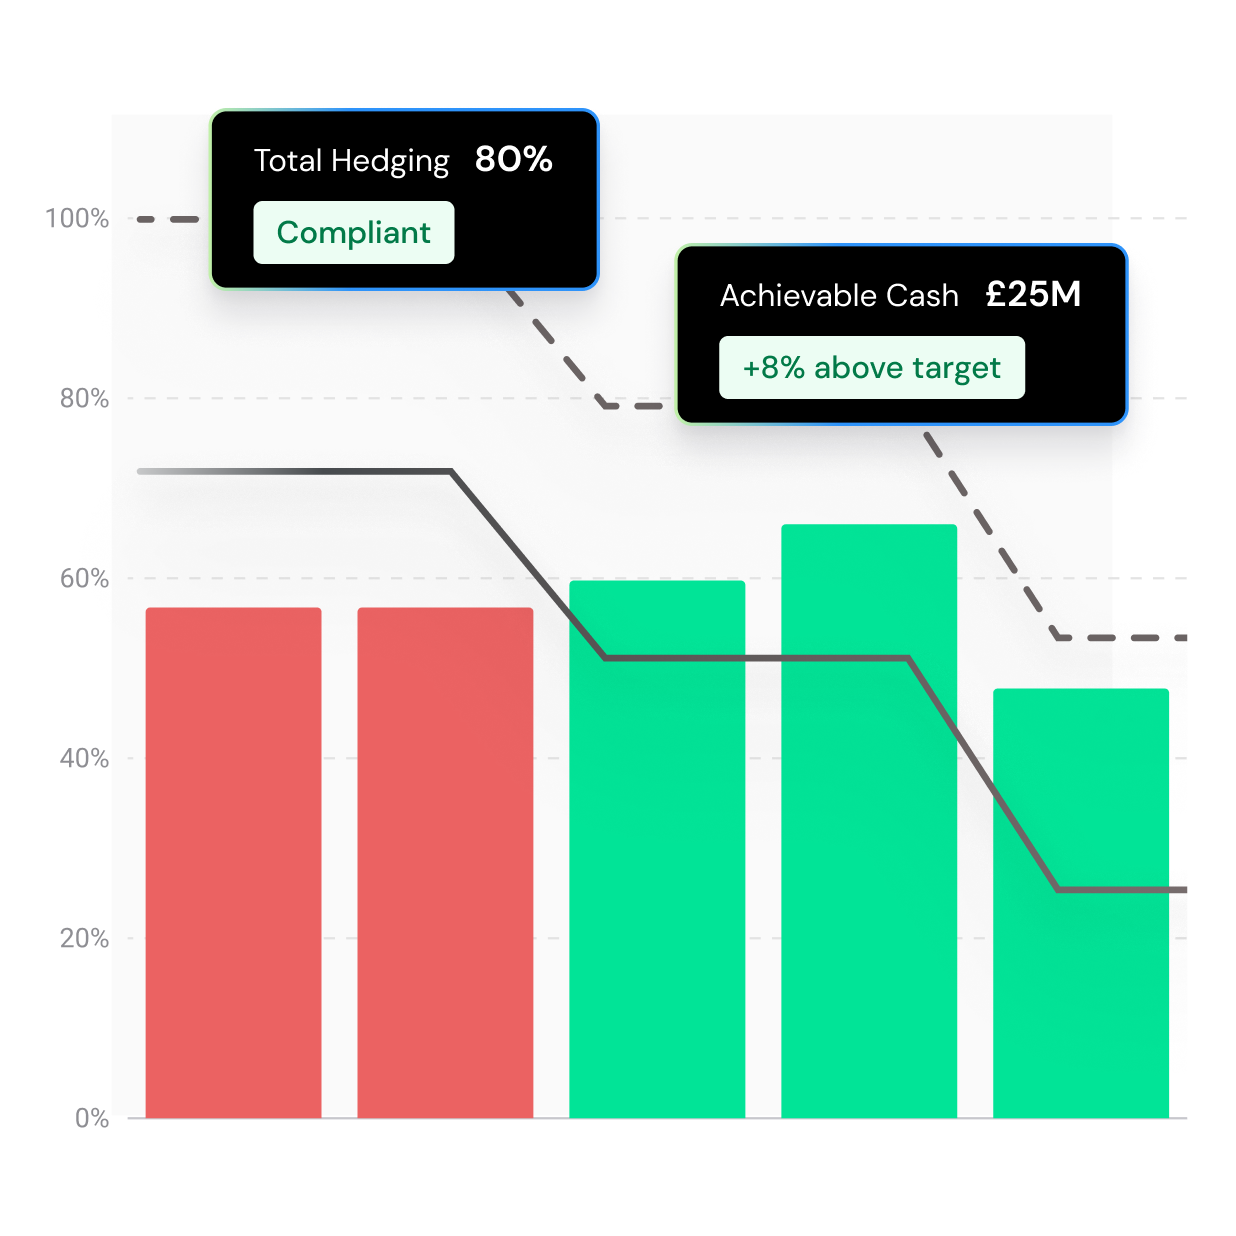 Total Hedging 80%
Compliant
100%
Achievable Cash £25M
+8% above target
80%
60%
40%
20%
0%